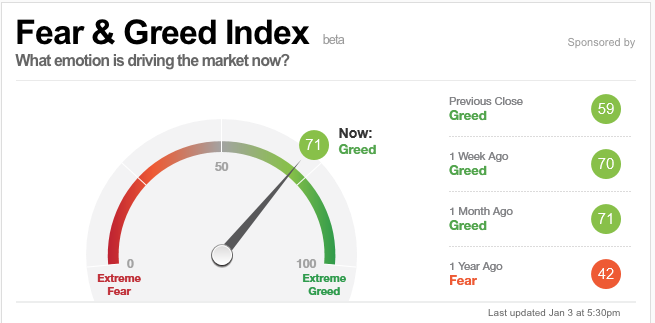 Fear & Greed Index beta
What emotion is driving the market now?
Sponsored by
71
Now:
Greed
50
0
100
Extreme
Fear
Extreme
Greed
Previous Close
Greed
59
1 Week Ago
Greed
70
1 Month Ago
Greed
71
1 Year Ago
Fear
42
Last updated Jan 3 at 5:30pm